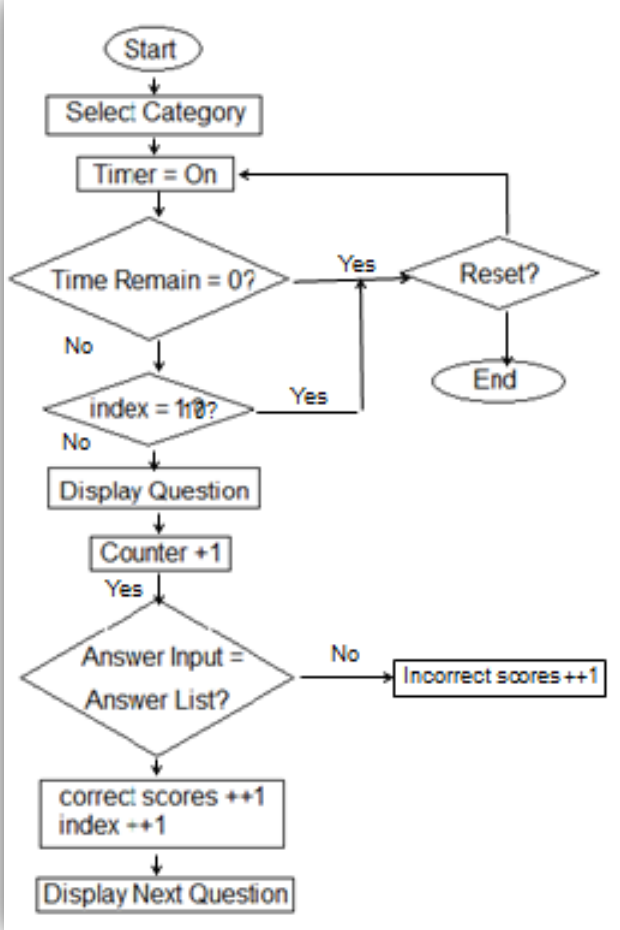 Start
Select Category
Timer = On
Time Remain = 0?
Yes
Reset?
No
End
index =
Yes
No
Display Question
Counter +1
Yes
Answer Input =
Answer List?
No
Incorrect scores ++1
correct scores ++1
index ++1
Display Next Question